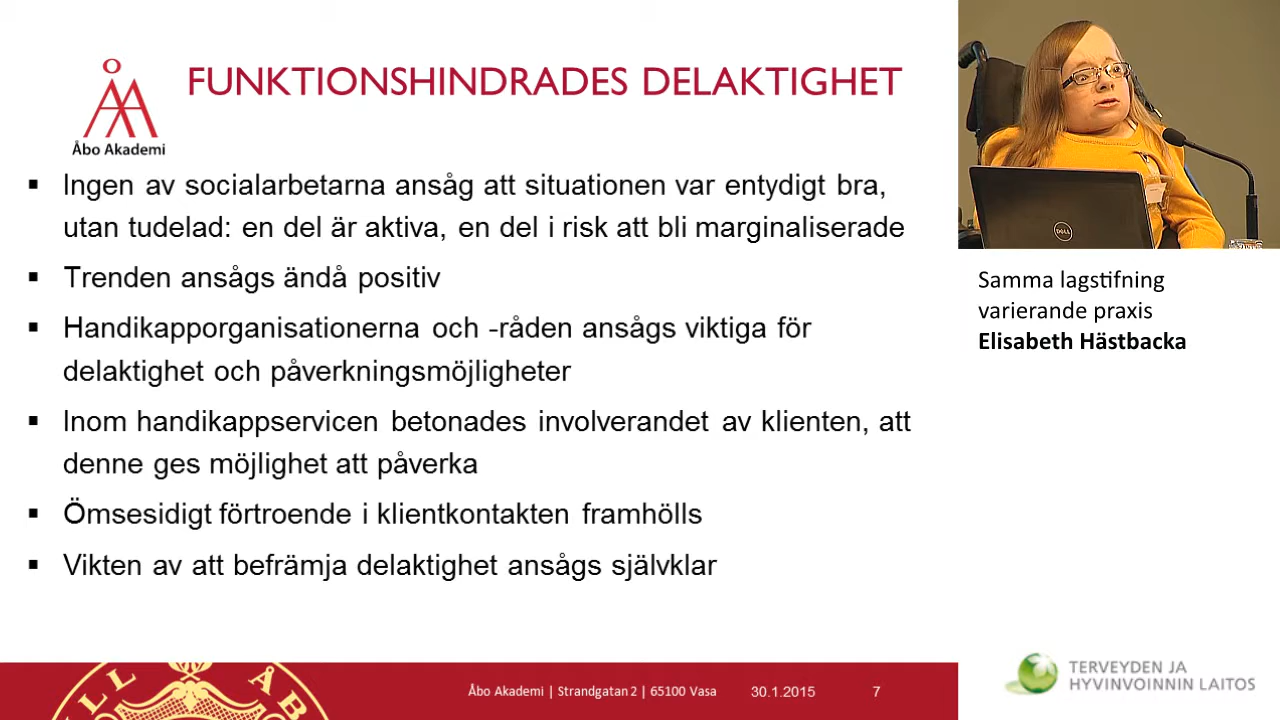 FUNKTIONSHINDRADES DELAKTIGHET
Åbo Akademi
▪ Ingen av socialarbetarna ansåg att situationen var entydigt bra,
utan tudelad: en del är aktiva, en del i risk att bli marginaliserade
▪ Trenden ansågs ändå positiv
▪ Handikapporganisationerna och -råden ansågs viktiga för
delaktighet och påverkningsmöjligheter
▪ Inom handikappservicen betonades involverandet av klienten, att
denne ges möjlighet att påverka
▪ Ömsesidigt förtroende i klientkontakten framhölls
▪ Vikten av att befrämja delaktighet ansågs självklar
Åbo Akademi | Strandgatan 2 | 65100 Vasa
30.1.2015
7
DELL
Samma lagstifning
varierande praxis
Elisabeth Hästbacka
TERVEYDEN JA
HYVINVOINNIN LAITOS